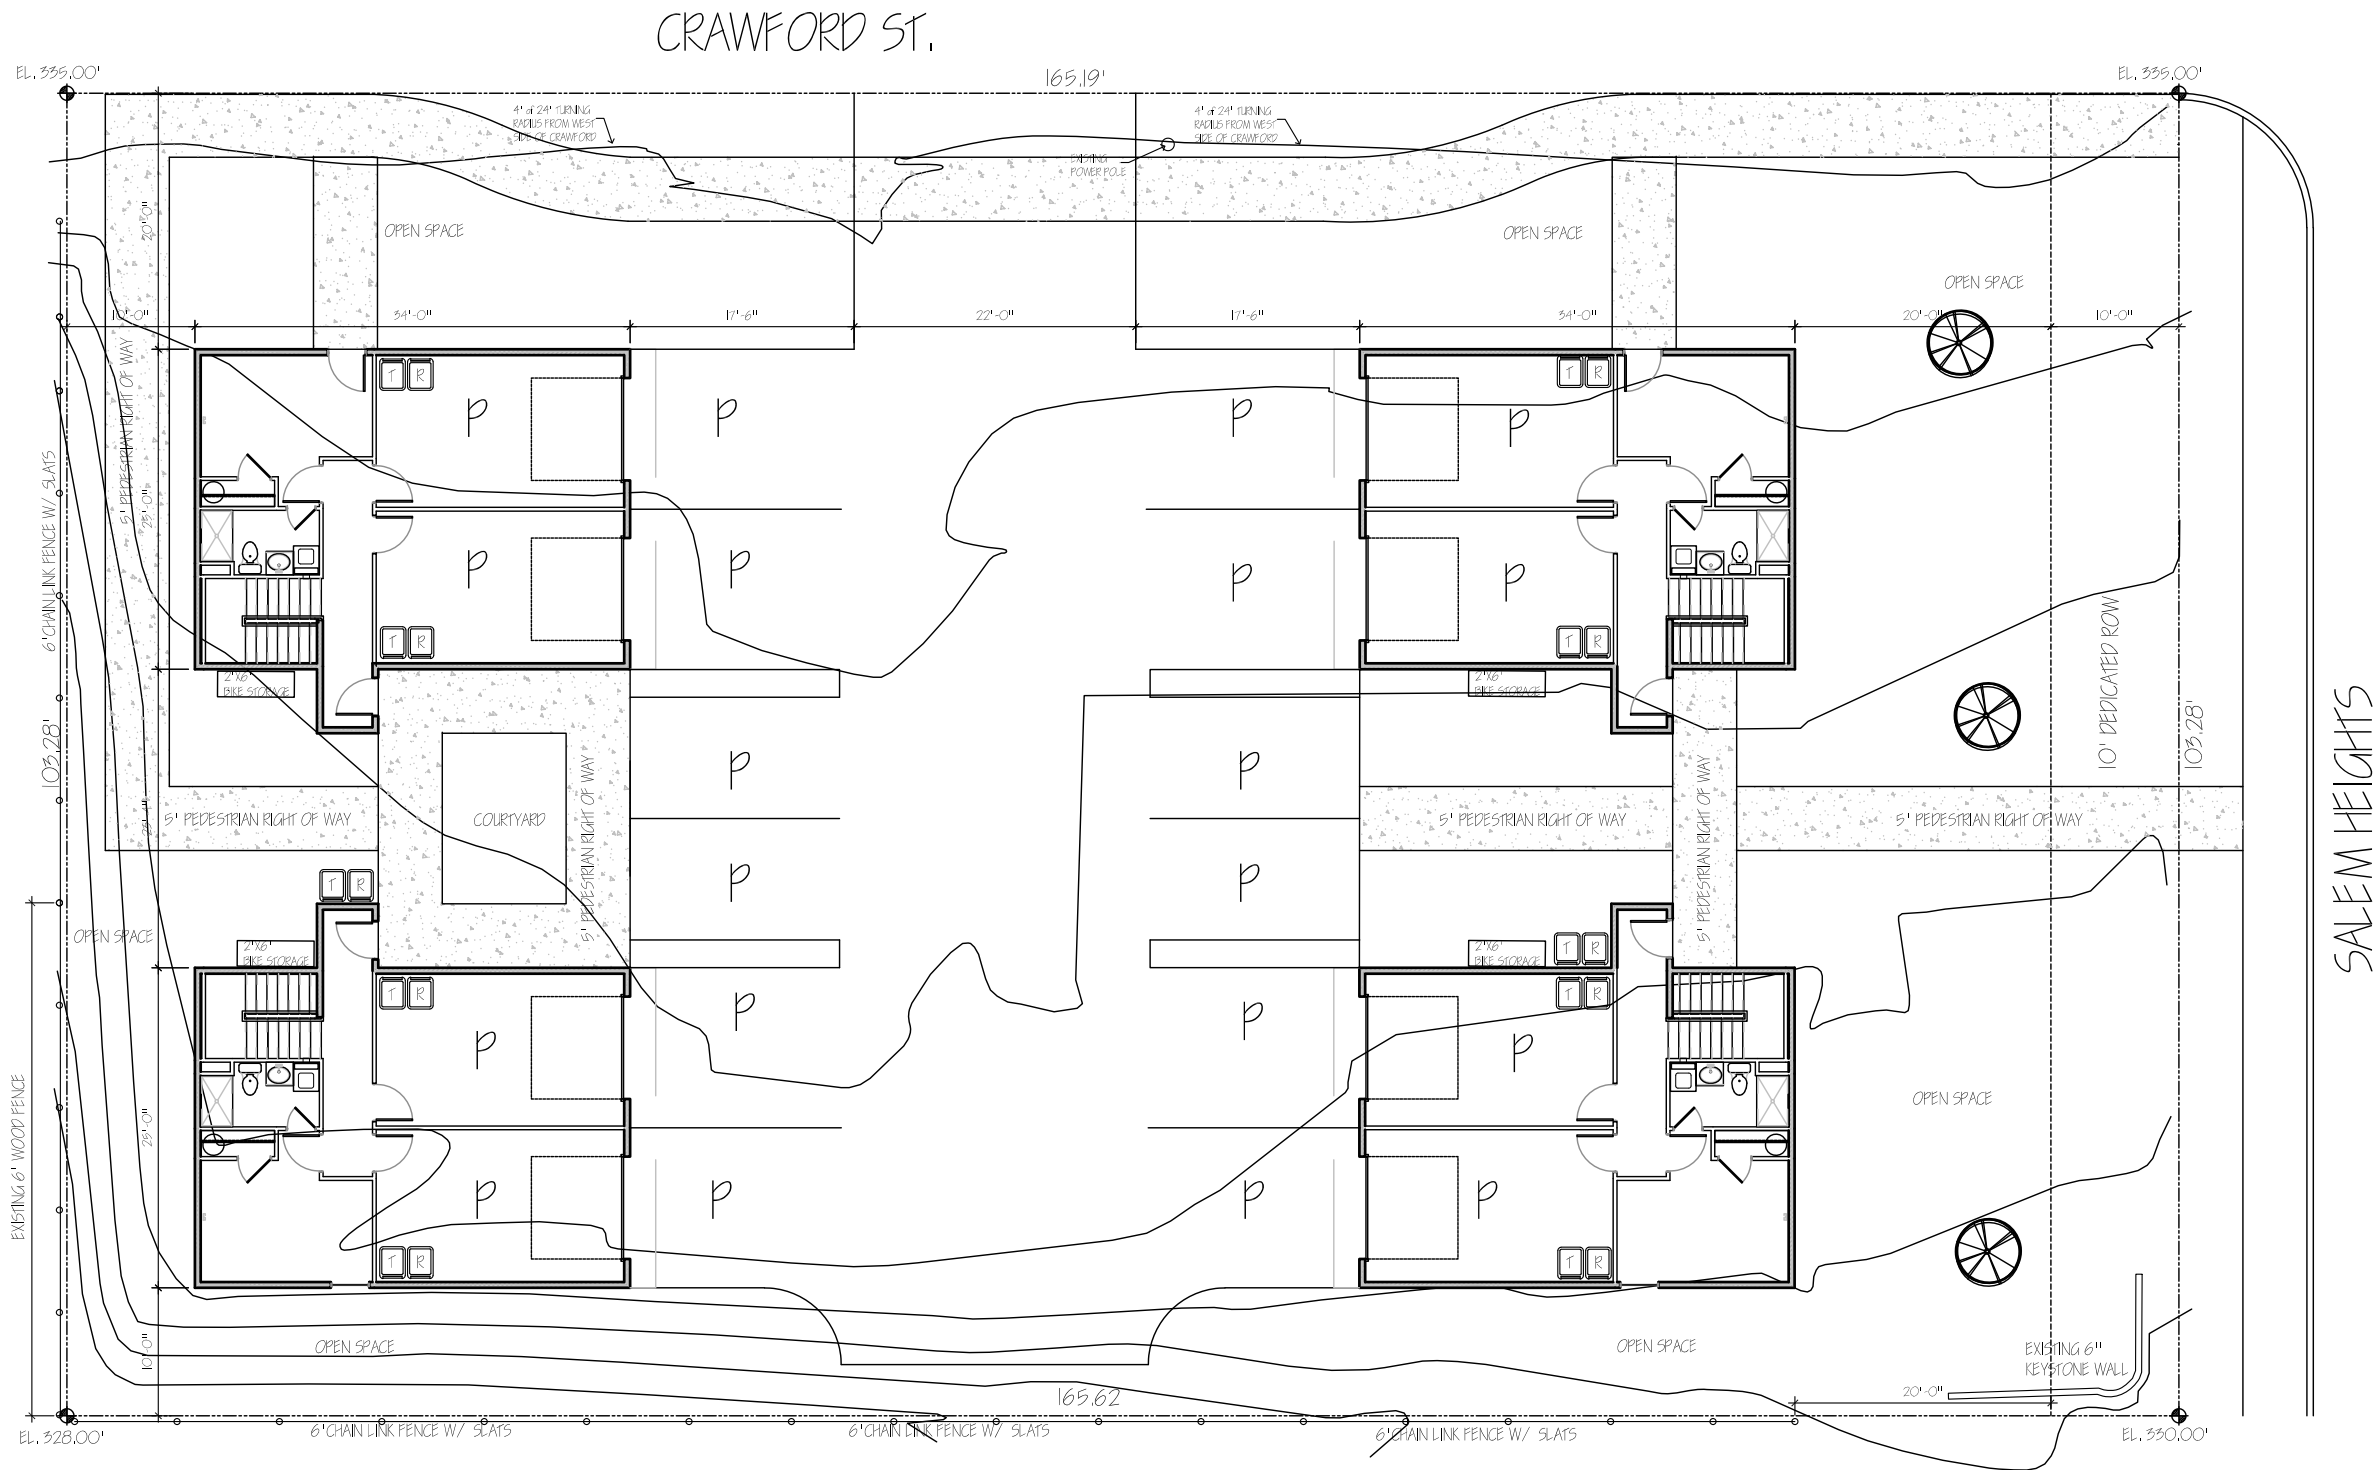 CRAWFORD ST.
EL. 335.00'
165.19'
EL. 335.00'
4' of 24' TURNING
RADIUS FROM WEST
SIDE OF CRAWFORD
4' of 24' TURNING
RADIUS FROM WEST
SIDE OF CRAWFORD
EXISTING
POWER POLE
20'-0"
OPEN SPACE
OPEN SPACE
OPEN SPACE
10'-0"
34'-0"
17'-6"
22'-0"
17'-6"
34'-0"
20'-0"
10'-0"
5' PEDESTRIAN RIGHT OF WAY
T R
T R
P
P
P
P
6' CHAIN LINK FENCE W/ SLATS
25'-0"
P
P
P
P
T R
T R
10' DEDICATED ROW
2'X6'
BIKE STORAGE
2'X6'
BIKE STORAGE
103.28'
103.28'
SALEM HEIGHTS
P
P
5' PEDESTRIAN RIGHT OF WAY
COURTYARD
5' PEDESTRIAN RIGHT OF WAY
5' PEDESTRIAN RIGHT OF WAY
5' PEDESTRIAN RIGHT OF WAY
5' PEDESTRIAN RIGHT OF WAY
T R
P
P
OPEN SPACE
2'X6'
BIKE STORAGE
2'X6'
BIKE STORAGE
T R
T R
T R
P
P
P
P
EXISTING 6' WOOD FENCE
25'-0"
OPEN SPACE
P
P
P
P
T R
T R
10'-0"
OPEN SPACE
OPEN SPACE
EXISTING 6"
KEYSTONE WALL
165.62
20'-0"
EL. 328.00'
6' CHAIN LINK FENCE W/ SLATS
6' CHAIN LINK FENCE W/ SLATS
6' CHAIN LINK FENCE W/ SLATS
EL. 330.00'